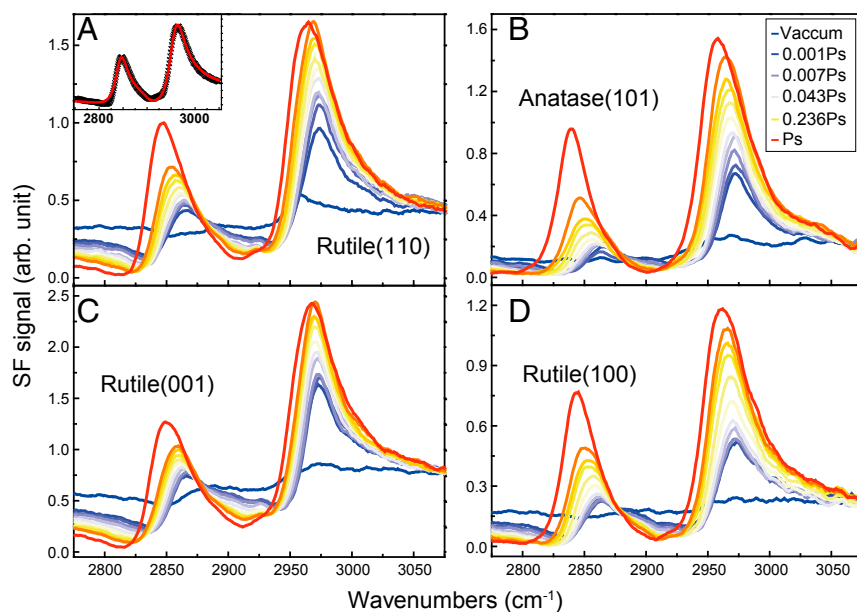 A
B
Vaccum
0.001Ps
0.007Ps
0.043Ps
0.236Ps
Ps
1.5
1.0
0.5
0.0
2800 3000
Rutile(110)
1.6
1.2
0.8
0.4
0.0
Anatase(101)
SF signal (arb. unit)
C
D
2.5
2.0
1.5
1.0
0.5
0.0
Rutile(001)
1.2
0.9
0.6
0.3
0.0
Rutile(100)
2800 2850 2900 2950 3000 3050
2800 2850 2900 2950 3000 3050
Wavenumbers (cm⁻¹)